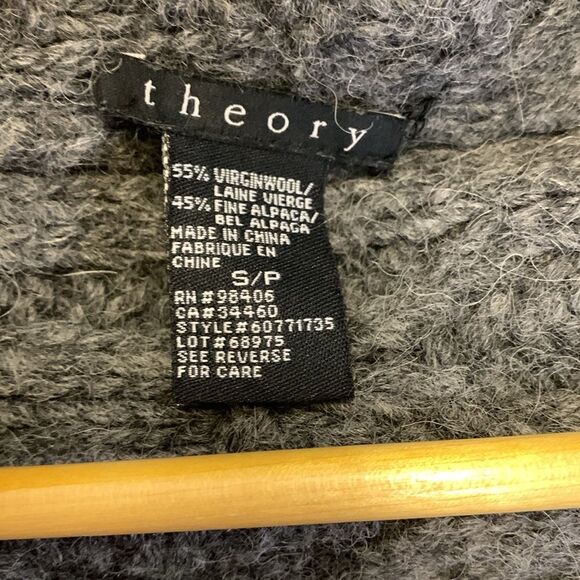 theory
55% VIRGINWOOL/
LAINE VIERGE
45% FINE ALPACA/
BEL ALPAGA
MADE IN CHINA
FABRIQUE EN
CHINE
S/P
RN#98406
CA#34460
STYLE#60771735
LOT#68975
SEE REVERSE
FOR CARE